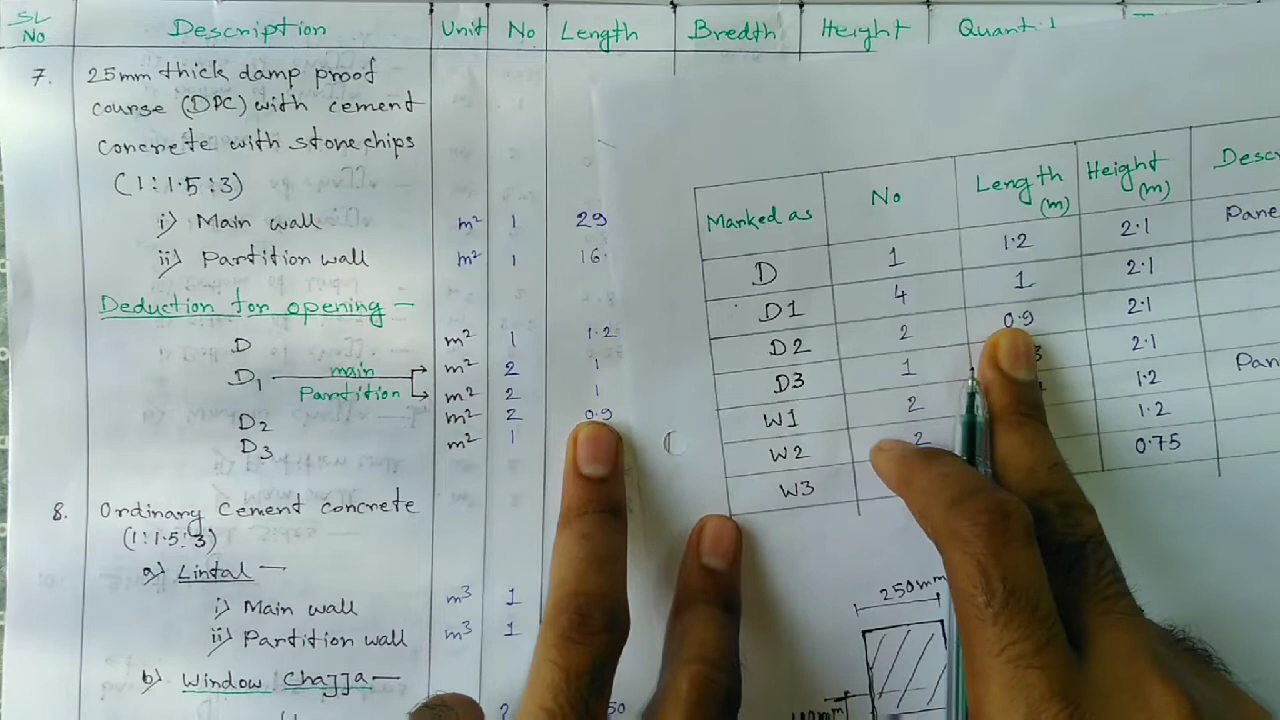 SL No Description Unit No Length Bredth Height
7. 25mm thick damp proof
course (DPC) with cement
concrete with stone chips
(1:1.5:3)
i) Main wall m² 1 29
ii) Partition wall m² 1 16.
Deduction for opening —
D m² 1 1.2
D₁ main m² 2 1
Partition m² 2 1
D₂ m² 2 0.9
D₃ m² 1
8. Ordinary Cement concrete
(1:1.5:3)
a) Lintal —
i) Main wall m³ 1
ii) Partition wall m³ 1
b) Window Chajja —
Marked as No Length (m) Height (m)
D 1 1.2 2.1
D1 4 1 2.1
D2 2 0.9 2.1
D3 1 2.1
W1 2 1.2
W2 2 1.2
W3 0.75
250mm